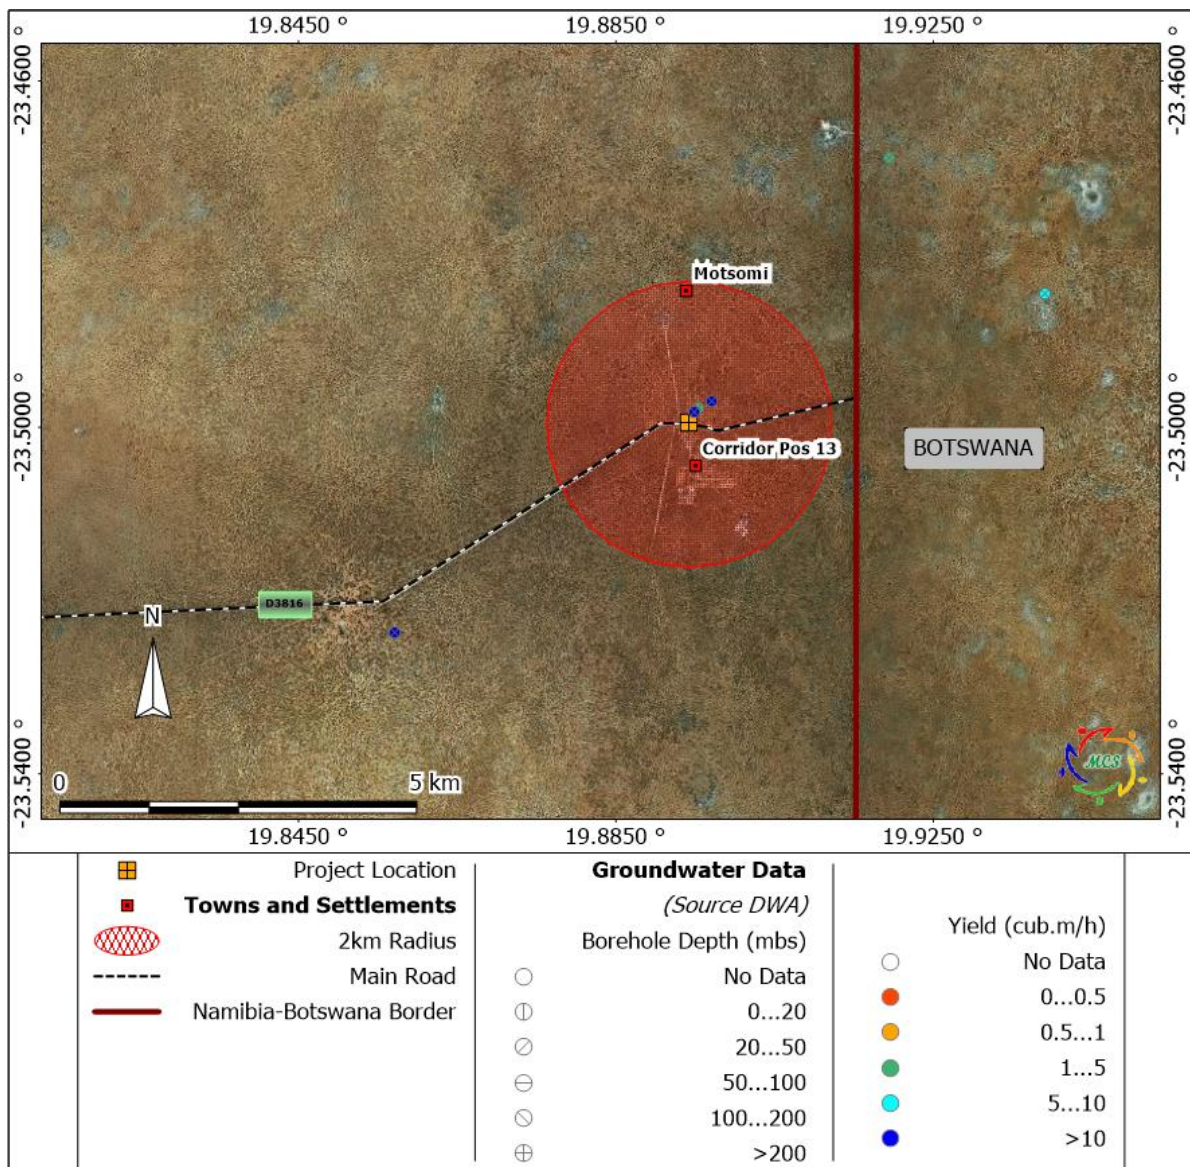 19.8450 ° 19.8850 ° 19.9250 °
-23.4600 ° -23.4600 °
Motsomi
-23.5000 ° -23.5000 °
Corridor Pos 13
BOTSWANA
D3816
N
MCS
-23.5400 ° -23.5400 °
0 5 km
19.8450 ° 19.8850 ° 19.9250 °
Project Location
Towns and Settlements
2km Radius
Main Road
Namibia-Botswana Border
Groundwater Data
(Source DWA)
Borehole Depth (mbs)
No Data
0...20
20...50
50...100
100...200
>200
Yield (cub.m/h)
No Data
0...0.5
0.5...1
1...5
5...10
>10